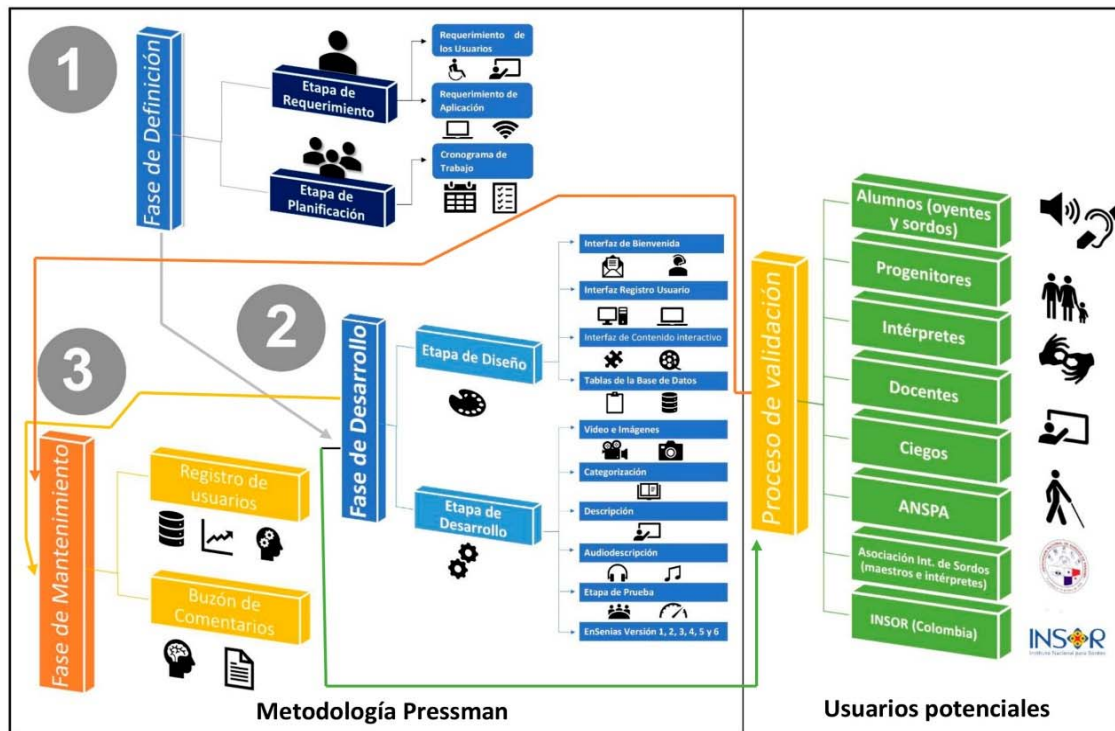 1
Fase de Definición
Etapa de
Requerimiento
Requerimiento de
los Usuarios
Requerimiento de
Aplicación
Etapa de
Planificación
Cronograma de
Trabajo
2
Fase de Desarrollo
Etapa de Diseño
Interfaz de Bienvenida
Interfaz Registro Usuario
Interfaz de Contenido interactivo
Tablas de la Base de Datos
Etapa de
Desarrollo
Video e Imágenes
Categorización
Descripción
Audiodescripción
Etapa de Prueba
EnSenias Versión 1, 2, 3, 4, 5 y 6
3
Fase de Mantenimiento
Registro de
usuarios
Buzón de
Comentarios
Metodología Pressman
Proceso de validación
Alumnos (oyentes
y sordos)
Progenitores
Intérpretes
Docentes
Ciegos
ANSPA
Asociación Int. de Sordos
(maestros e intérpretes)
INSOR (Colombia)
INSOR
Instituto Nacional para Sordos
Usuarios potenciales